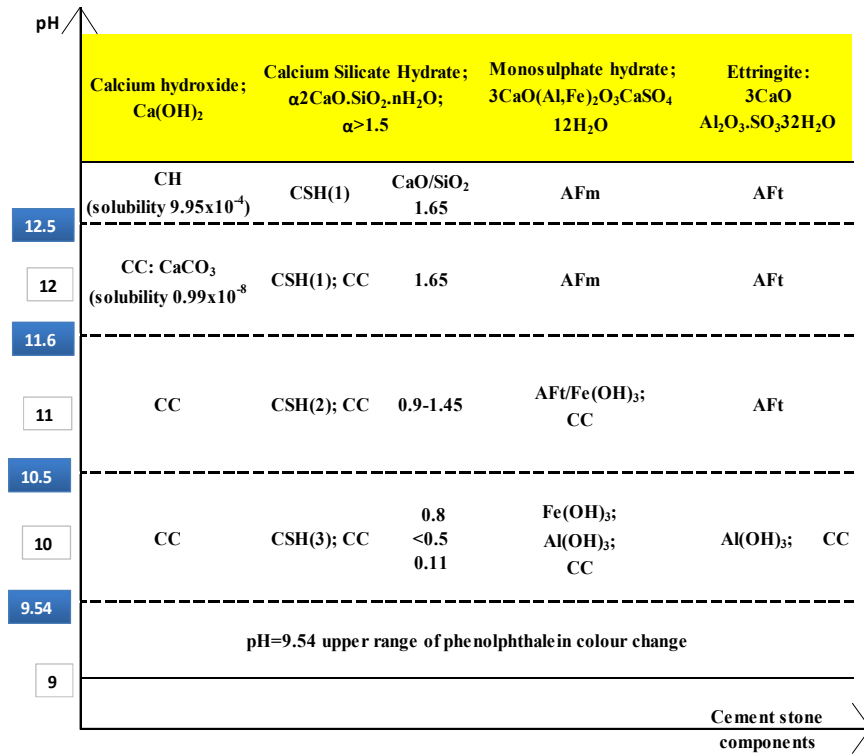 pH
Calcium hydroxide;
Ca(OH)₂
Calcium Silicate Hydrate;
α2CaO.SiO₂.nH₂O;
α>1.5
Monosulphate hydrate;
3CaO(Al,Fe)₂O₃CaSO₄
12H₂O
Ettringite:
3CaO
Al₂O₃.SO₃32H₂O
CH
(solubility 9.95x10⁻⁴)
CSH(1)
CaO/SiO₂
1.65
AFm
AFt
12.5
12
CC: CaCO₃
(solubility 0.99x10⁻⁸
CSH(1); CC
1.65
AFm
AFt
11.6
11
CC
CSH(2); CC
0.9-1.45
AFt/Fe(OH)₃;
CC
AFt
10.5
10
CC
CSH(3); CC
0.8
<0.5
0.11
Fe(OH)₃;
Al(OH)₃;
CC
Al(OH)₃; CC
9.54
pH=9.54 upper range of phenolphthalein colour change
9
Cement stone
components